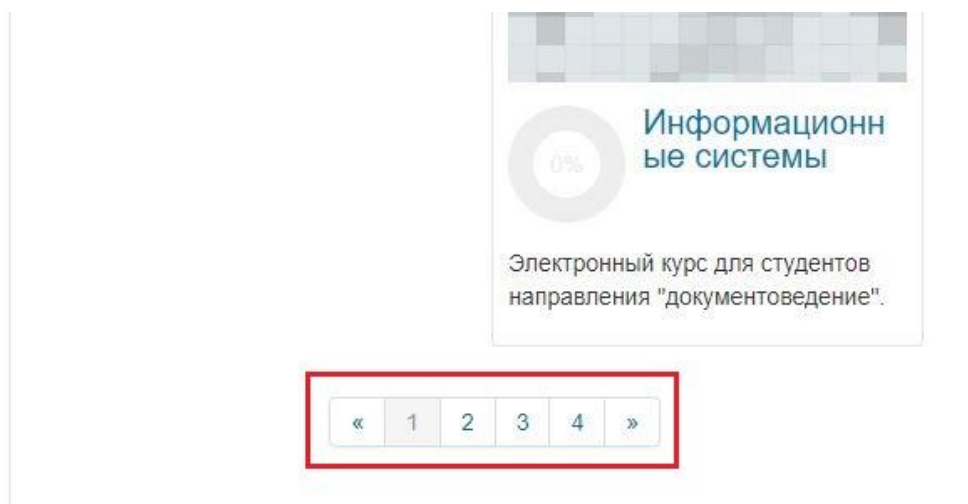 Информационн
ые системы
0%
Электронный курс для студентов
направления "документоведение".
« 1 2 3 4 »